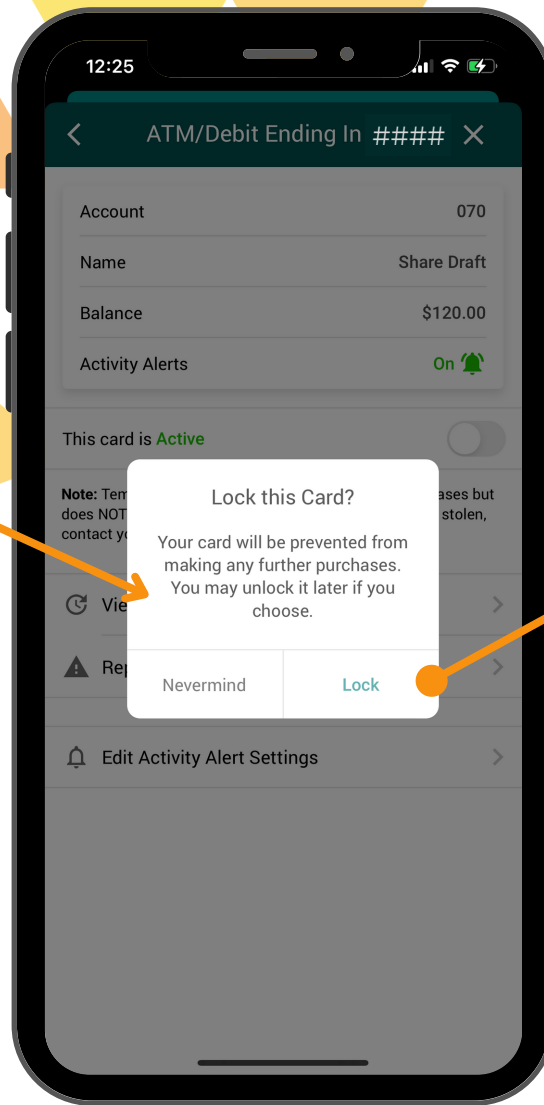 12:25
ATM/Debit Ending In ####
Account 070
Name Share Draft
Balance $120.00
Activity Alerts On
This card is Active
Note: Tem ases but
does NOT stolen,
contact yo
Lock this Card?
Your card will be prevented from
making any further purchases.
You may unlock it later if you
choose.
Vie
Rep
Nevermind Lock
Edit Activity Alert Settings